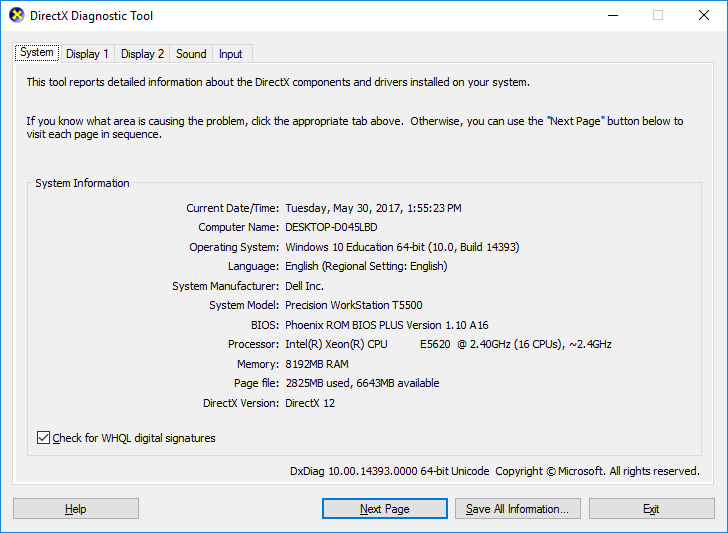 DirectX Diagnostic Tool
System Display 1 Display 2 Sound Input
This tool reports detailed information about the DirectX components and drivers installed on your system.
If you know what area is causing the problem, click the appropriate tab above.  Otherwise, you can use the "Next Page" button below to
visit each page in sequence.
System Information
Current Date/Time: Tuesday, May 30, 2017, 1:55:23 PM
Computer Name: DESKTOP-D045LBD
Operating System: Windows 10 Education 64-bit (10.0, Build 14393)
Language: English (Regional Setting: English)
System Manufacturer: Dell Inc.
System Model: Precision WorkStation T5500
BIOS: Phoenix ROM BIOS PLUS Version 1.10 A16
Processor: Intel(R) Xeon(R) CPU E5620 @ 2.40GHz (16 CPUs), ~2.4GHz
Memory: 8192MB RAM
Page file: 2825MB used, 6643MB available
DirectX Version: DirectX 12
Check for WHQL digital signatures
DxDiag 10.00.14393.0000 64-bit Unicode Copyright © Microsoft. All rights reserved.
Help Next Page Save All Information... Exit